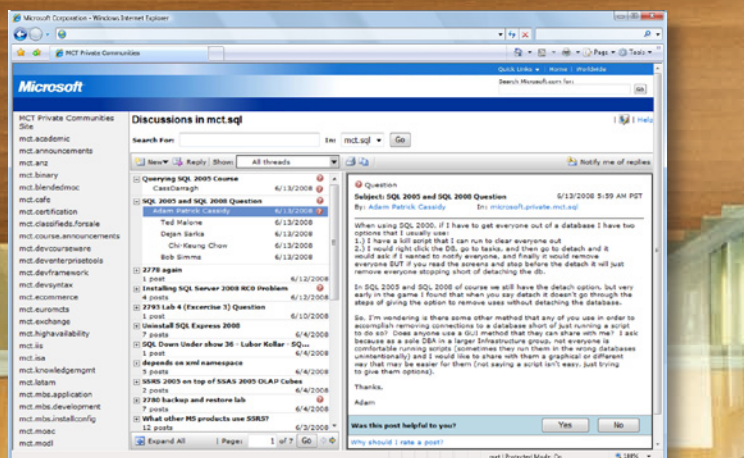 Microsoft Corporation - Windows Internet Explorer
MCT Private Communities
Page
Tools
Quick Links | Home | Worldwide
Search Microsoft.com for:
Go
Microsoft
MCT Private Communities Site
mct.academic
mct.announcements
mct.anz
mct.binary
mct.blendedmoc
mct.cafe
mct.certification
mct.classifieds.forsale
mct.course.announcements
mct.devcourseware
mct.deventerprisetools
mct.devframework
mct.devsyntax
mct.ecommerce
mct.euromcts
mct.exchange
mct.highavailability
mct.iis
mct.isa
mct.knowledgemgmt
mct.latam
mct.mbs.application
mct.mbs.development
mct.mbs.installconfig
mct.moac
mct.modl
Discussions in mct.sql
Help
Search For:
In: mct.sql
Go
New Reply Show: All threads
Notify me of replies
Querying SQL 2005 Course
CassDarragh 6/13/2008
SQL 2005 and SQL 2008 Question
Adam Patrick Cassidy 6/13/2008
Ted Malone 6/13/2008
Dejan Sarka 6/13/2008
Chi-Keung Chow 6/13/2008
Bob Simms 6/13/2008
2778 again
1 post 6/12/2008
Installing SQL Server 2008 RC0 Problem
4 posts 6/12/2008
2793 Lab 4 (Excercise 3) Question
1 post 6/10/2008
Uninstall SQL Express 2008
7 posts 6/4/2008
SQL Down Under show 36 - Lubor Kollar - SQ...
1 post 6/4/2008
depends on xml namespace
5 posts 6/4/2008
SSRS 2005 on top of SSAS 2005 OLAP Cubes
2 posts 6/4/2008
2780 backup and restore lab
7 posts 6/4/2008
What other MS products use SSRS?
12 posts 6/3/2008
Expand All | Page: 1 of 7 Go
Question
Subject: SQL 2005 and SQL 2008 Question 6/13/2008 5:59 AM PST
By: Adam Patrick Cassidy In: microsoft.private.mct.sql
When using SQL 2000, if I have to get everyone out of a database I have two
options that I usually use:
1.) I have a kill script that I can run to clear everyone out
2.) I would right click the DB, go to tasks, and then go to detach and it
would ask if I wanted to notify everyone, and finally it would remove
everyone BUT if you read the screens and stop before the detach it will just
remove everyone stopping short of detaching the db.
In SQL 2005 and SQL 2008 of course we still have the detach option, but very
early in the game I found that when you say detach it doesn't go through the
steps of giving the option to remove uses without detaching the database.
So, I'm wondering is there some other method that any of you use in order to
accomplish removing connections to a database short of just running a script
to do so? Does anyone use a GUI method that they can share with me? I ask
because as a sole DBA in a larger Infrastructure group, not everyone is
comfortable running scripts (sometimes they run them in the wrong databases
unintentionally) and I would like to share with them a graphical or different
way that may be easier for them (not saying a script isn't easy, just trying
to give them options).
Thanks,
Adam
Was this post helpful to you?
Yes
No
Why should I rate a post?
100%